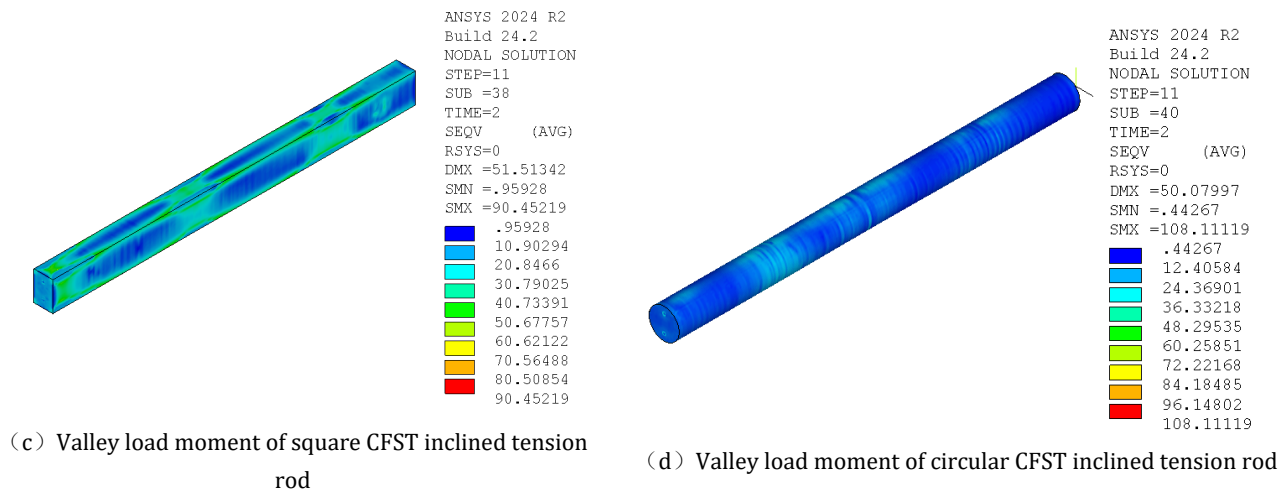 ANSYS 2024 R2
Build 24.2
NODAL SOLUTION
STEP=11
SUB =38
TIME=2
SEQV (AVG)
RSYS=0
DMX =51.51342
SMN =.95928
SMX =90.45219
.95928
10.90294
20.8466
30.79025
40.73391
50.67757
60.62122
70.56488
80.50854
90.45219
(c) Valley load moment of square CFST inclined tension
rod
ANSYS 2024 R2
Build 24.2
NODAL SOLUTION
STEP=11
SUB =40
TIME=2
SEQV (AVG)
RSYS=0
DMX =50.07997
SMN =.44267
SMX =108.11119
.44267
12.40584
24.36901
36.33218
48.29535
60.25851
72.22168
84.18485
96.14802
108.11119
(d) Valley load moment of circular CFST inclined tension rod